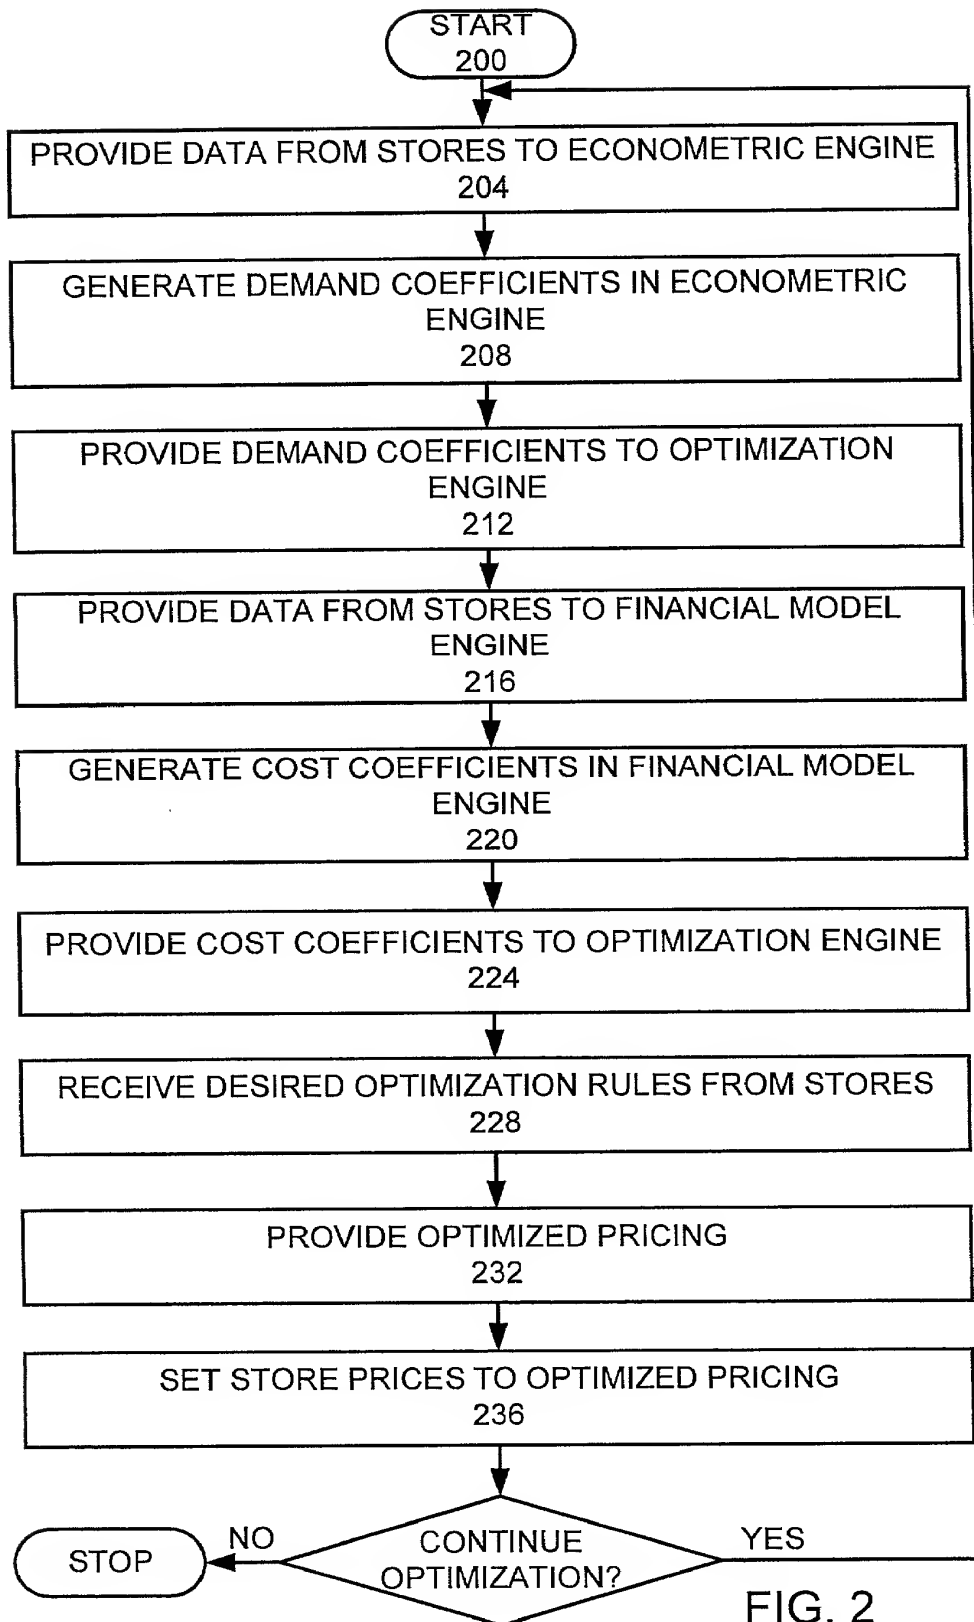 START
200
PROVIDE DATA FROM STORES TO ECONOMETRIC ENGINE
204
GENERATE DEMAND COEFFICIENTS IN ECONOMETRIC
ENGINE
208
PROVIDE DEMAND COEFFICIENTS TO OPTIMIZATION
ENGINE
212
PROVIDE DATA FROM STORES TO FINANCIAL MODEL
ENGINE
216
GENERATE COST COEFFICIENTS IN FINANCIAL MODEL
ENGINE
220
PROVIDE COST COEFFICIENTS TO OPTIMIZATION ENGINE
224
RECEIVE DESIRED OPTIMIZATION RULES FROM STORES
228
PROVIDE OPTIMIZED PRICING
232
SET STORE PRICES TO OPTIMIZED PRICING
236
STOP
NO
CONTINUE
OPTIMIZATION?
YES
FIG. 2